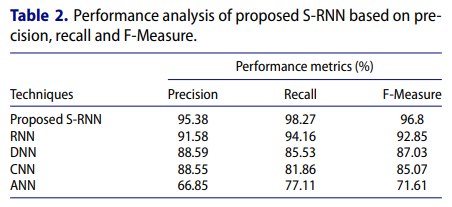 Table 2. Performance analysis of proposed S-RNN based on pre-
cision, recall and F-Measure.
Performance metrics (%)
Techniques Precision Recall F-Measure
Proposed S-RNN 95.38 98.27 96.8
RNN 91.58 94.16 92.85
DNN 88.59 85.53 87.03
CNN 88.55 81.86 85.07
ANN 66.85 77.11 71.61